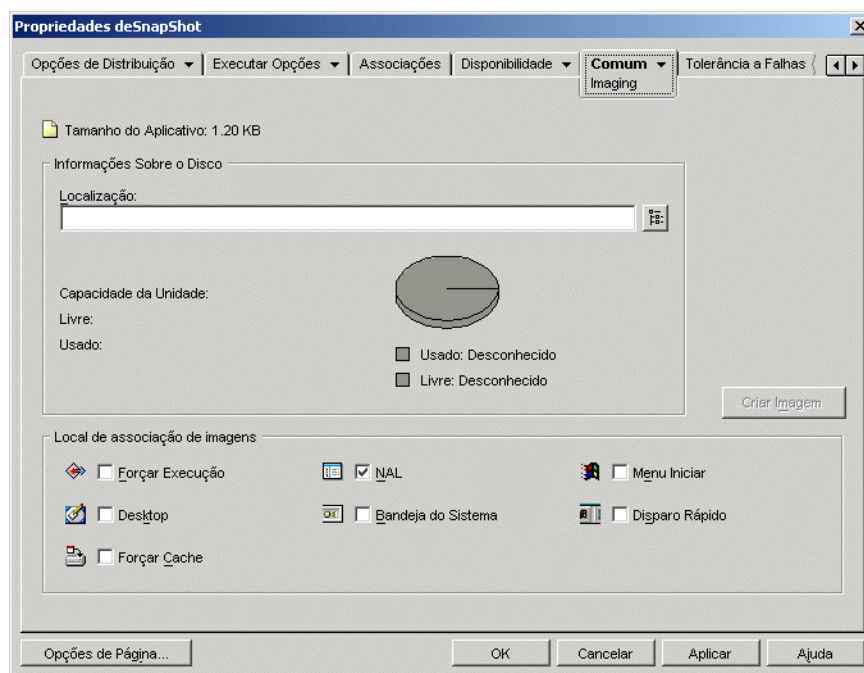 Propriedades deSnapShot
Opções de Distribuição
Executar Opções
Associações
Disponibilidade
Comum
Imaging
Tolerância a Falhas
Tamanho do Aplicativo: 1.20 KB
Informações Sobre o Disco
Localização:
Capacidade da Unidade:
Livre:
Usado:
Usado: Desconhecido
Livre: Desconhecido
Criar Imagem
Local de associação de imagens
Forçar Execução
NAL
Menu Iniciar
Desktop
Bandeja do Sistema
Disparo Rápido
Forçar Cache
Opções de Página...
OK
Cancelar
Aplicar
Ajuda